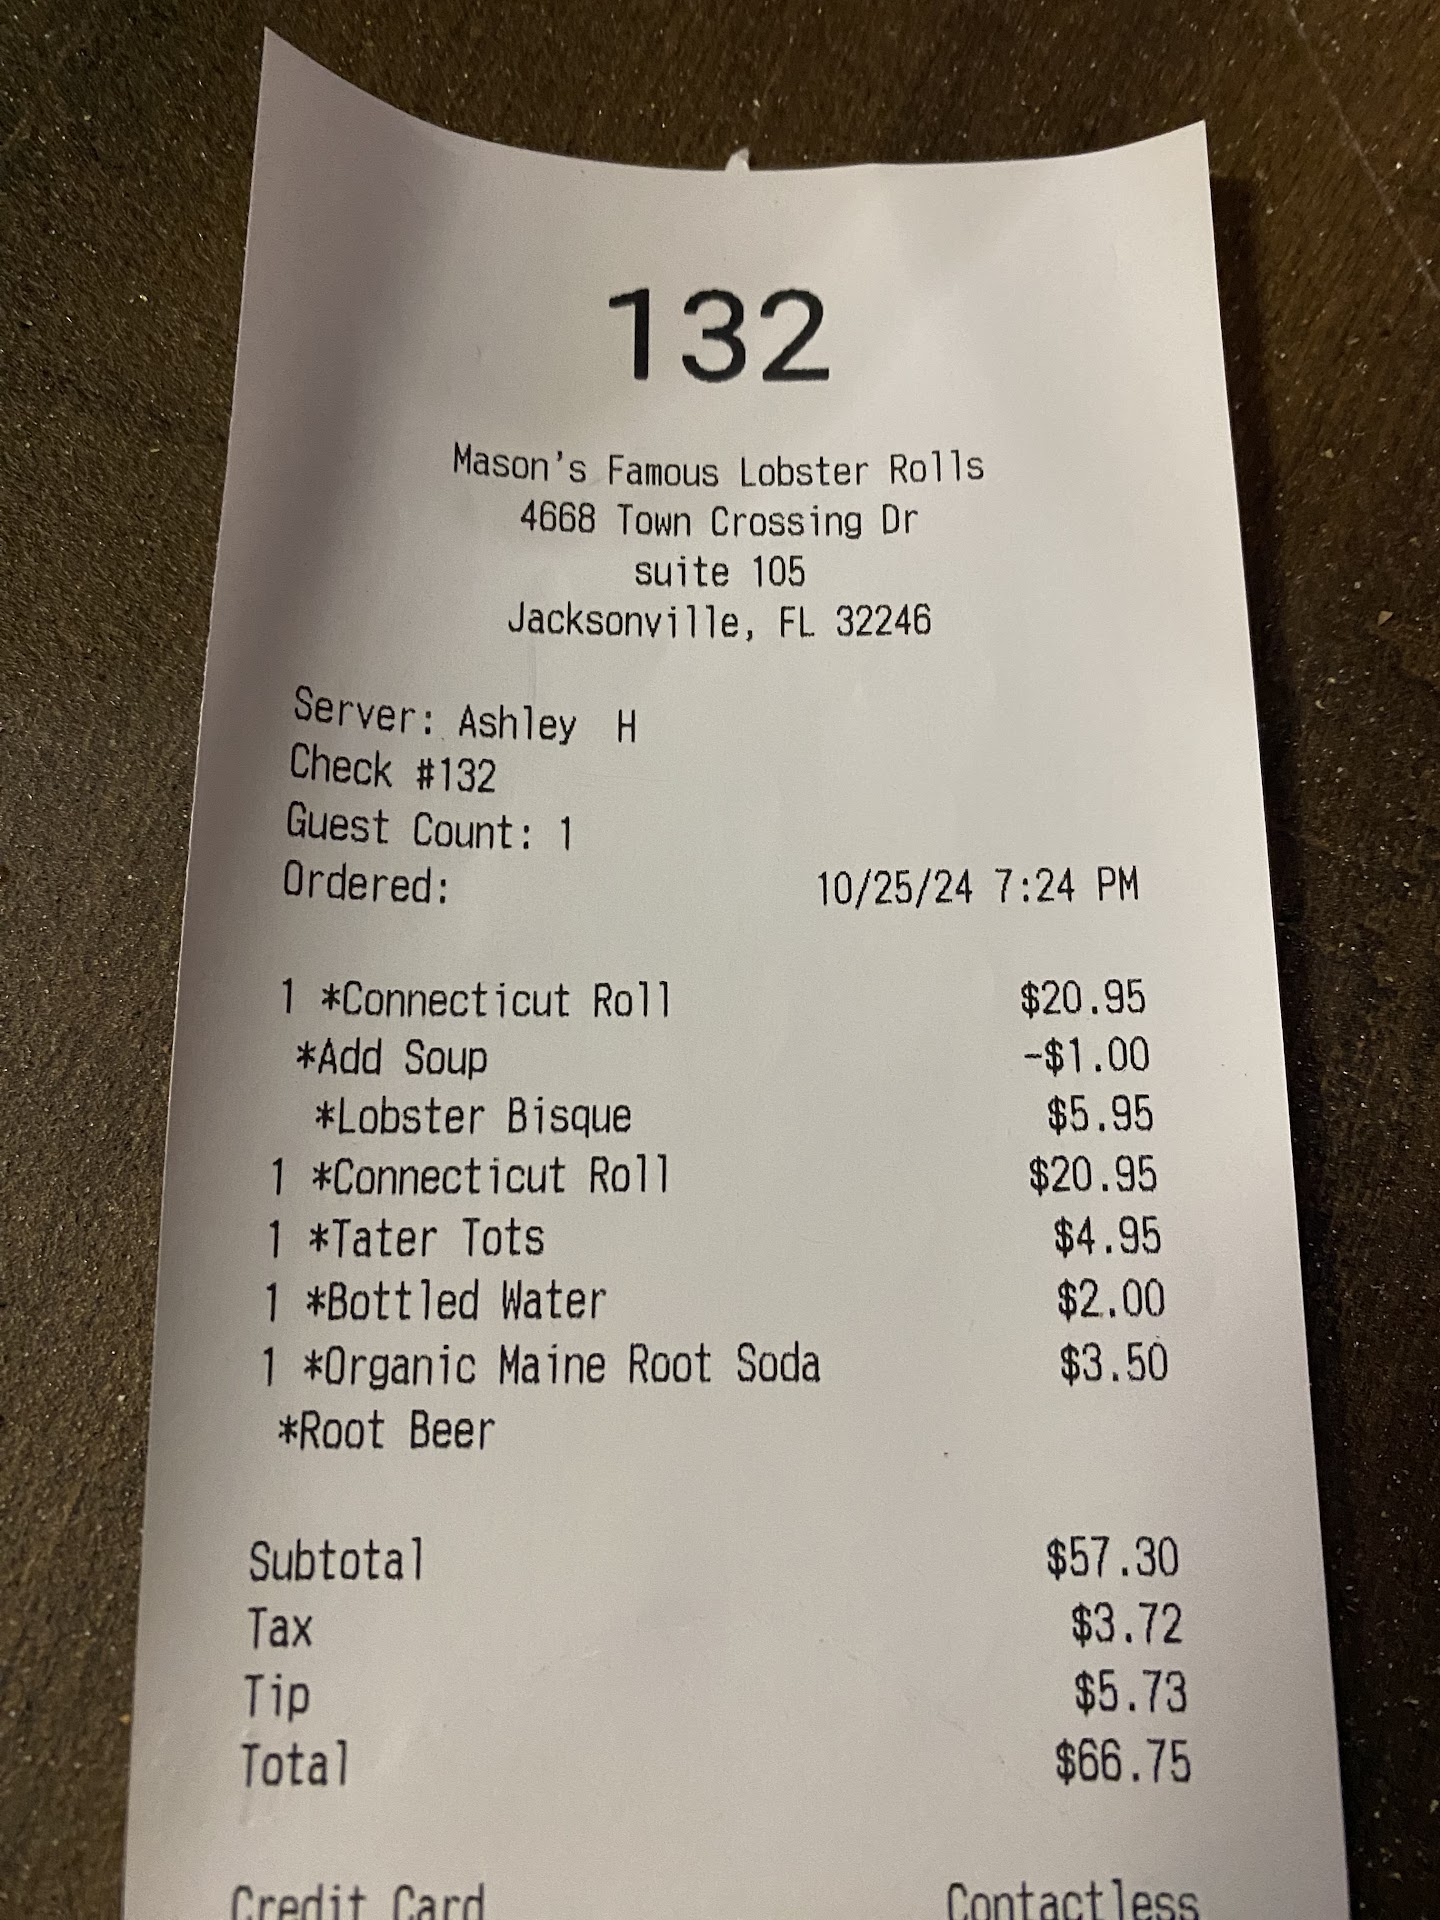 132
Mason's Famous Lobster Rolls
4668 Town Crossing Dr
suite 105
Jacksonville, FL 32246
Server: Ashley H
Check #132
Guest Count: 1
Ordered: 10/25/24 7:24 PM
1 *Connecticut Roll $20.95
*Add Soup -$1.00
*Lobster Bisque $5.95
1 *Connecticut Roll $20.95
1 *Tater Tots $4.95
1 *Bottled Water $2.00
1 *Organic Maine Root Soda $3.50
*Root Beer
Subtotal $57.30
Tax $3.72
Tip $5.73
Total $66.75
Credit Card Contactless